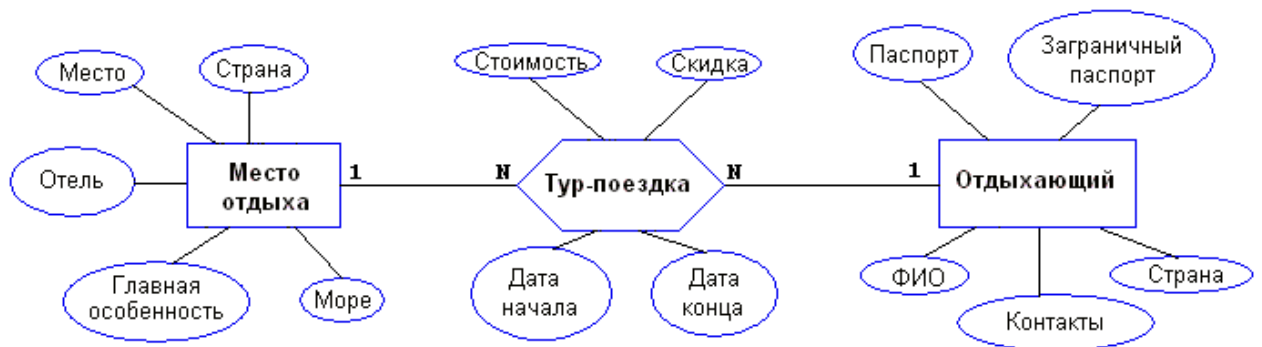 Место
Страна
Стоимость
Скидка
Паспорт
Заграничный
паспорт
Отель
Место
отдыха
1
N
Тур-поездка
N
1
Отдыхающий
Главная
особенность
Море
Дата
начала
Дата
конца
ФИО
Контакты
Страна